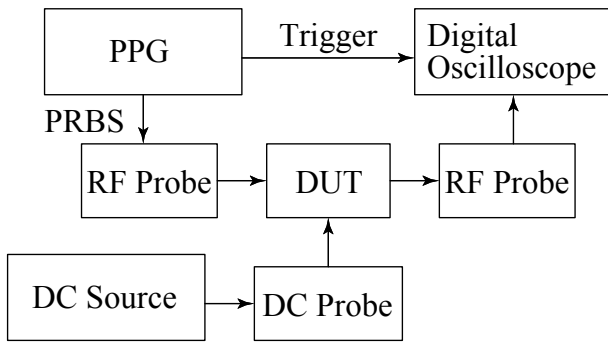 PPG
Trigger
Digital
Oscilloscope
PRBS
RF Probe
DUT
RF Probe
DC Source
DC Probe